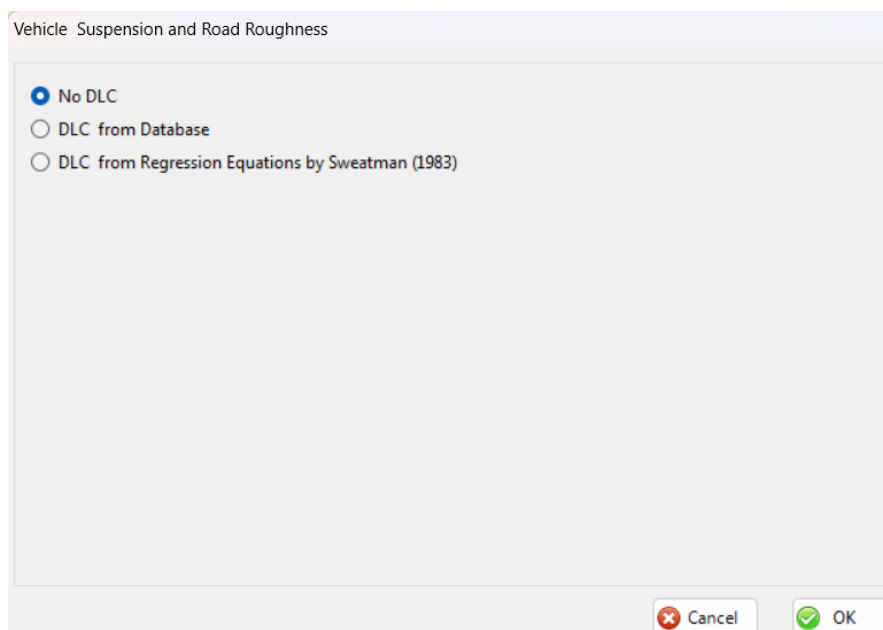 Vehicle  Suspension and Road Roughness
No DLC
DLC  from Database
DLC  from Regression Equations by Sweatman (1983)
Cancel
OK